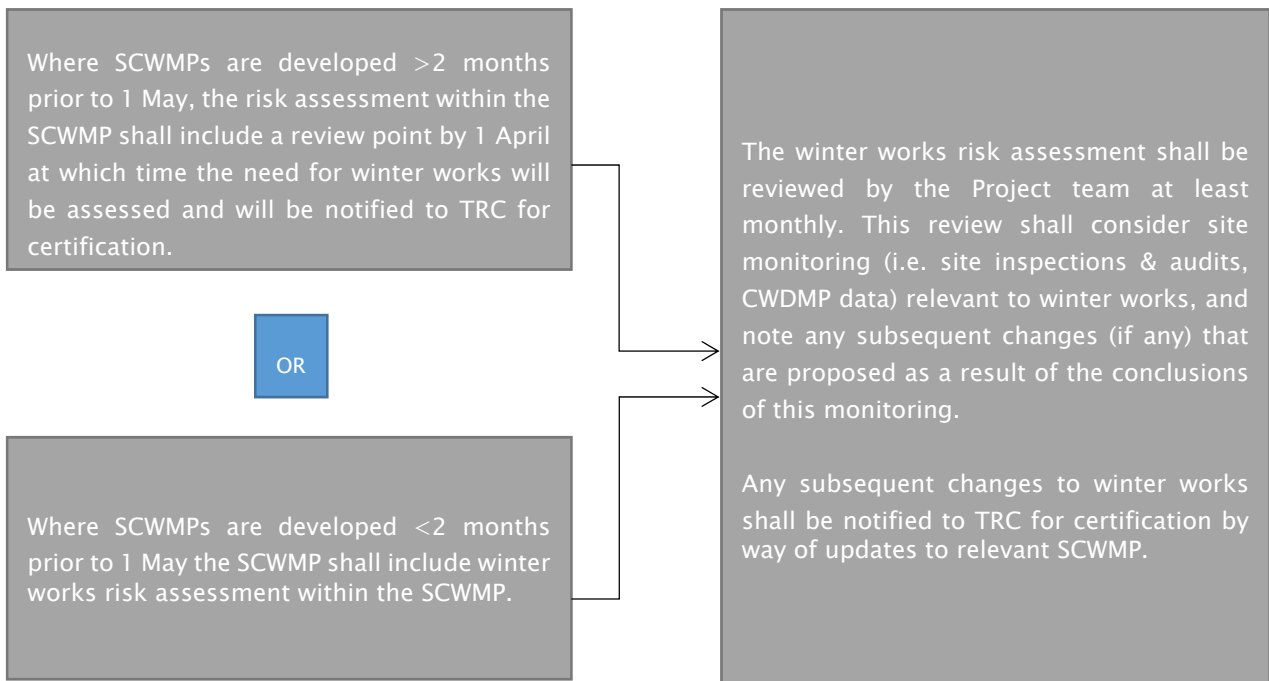 Where SCWMPs are developed >2 months
prior to 1 May, the risk assessment within the
SCWMP shall include a review point by 1 April
at which time the need for winter works will
be assessed and will be notified to TRC for
certification.
OR
Where SCWMPs are developed <2 months
prior to 1 May the SCWMP shall include winter
works risk assessment within the SCWMP.
The winter works risk assessment shall be
reviewed by the Project team at least
monthly. This review shall consider site
monitoring (i.e. site inspections & audits,
CWDMP data) relevant to winter works, and
note any subsequent changes (if any) that
are proposed as a result of the conclusions
of this monitoring.
Any subsequent changes to winter works
shall be notified to TRC for certification by
way of updates to relevant SCWMP.